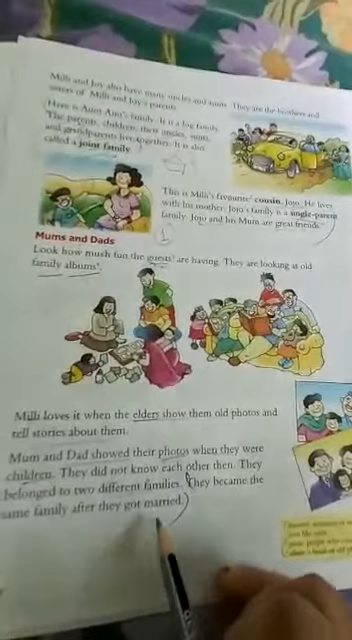 Milli and Joy also have many uncles and aunts. They are the brothers and
sisters of Milli and Joy's parents.
Here is Aunt Anu's family. It is a big family.
The parents, children, their uncles, aunts,
and grandparents live together. It is also
called a joint family.
This is Milli's favourite cousin, Jojo. He lives
with his mother. Jojo's family is a single-parent
family. Jojo and his Mum are great friends.
1
Mums and Dads
Look how much fun the guests are having. They are looking at old
family albums.
Milli loves it when the elders show them old photos and
tell stories about them.
Mum and Dad showed their photos when they were
children. They did not know each other then. They
belonged to two different families. They became the
same family after they got married.